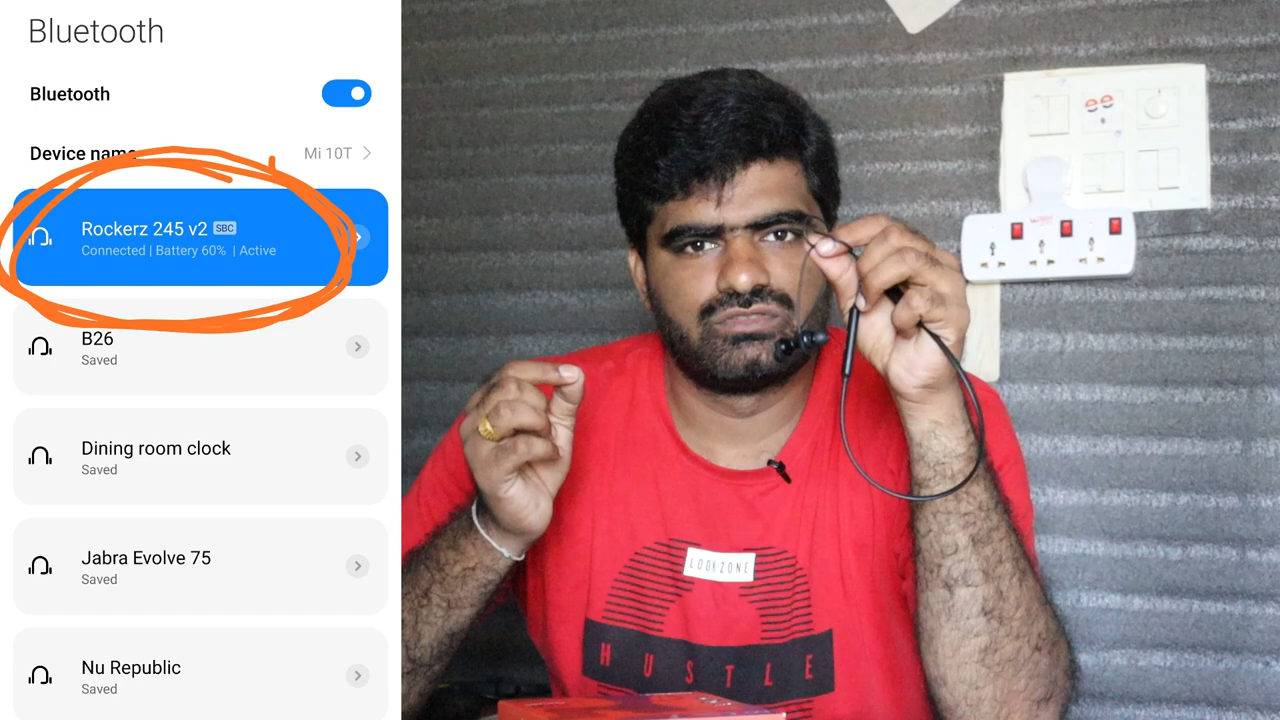 Bluetooth
Bluetooth
Device name
Mi 10T
Rockerz 245 v2 SBC
Connected | Battery 60% | Active
B26
Saved
Dining room clock
Saved
Jabra Evolve 75
Saved
Nu Republic
Saved
LOOKZONE
HUSTLE